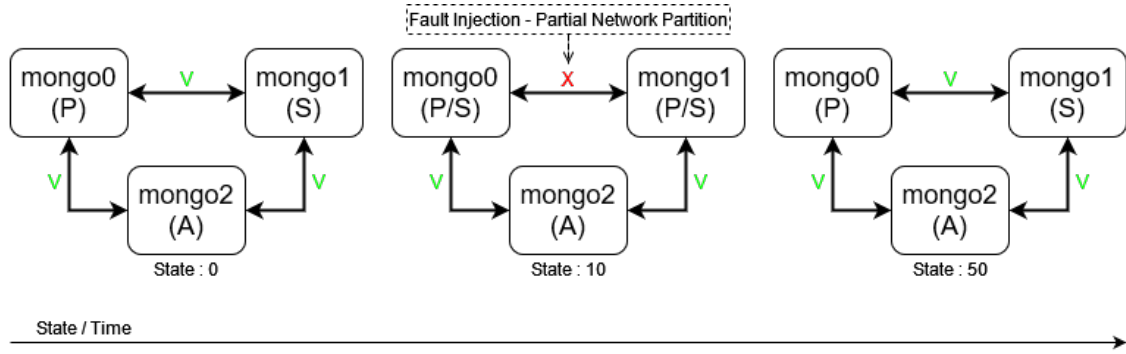 Fault Injection - Partial Network Partition
mongo0
(P)
V
mongo1
(S)
V
mongo2
(A)
V
State : 0
mongo0
(P/S)
X
mongo1
(P/S)
V
mongo2
(A)
V
State : 10
mongo0
(P)
V
mongo1
(S)
V
mongo2
(A)
V
State : 50
State / Time